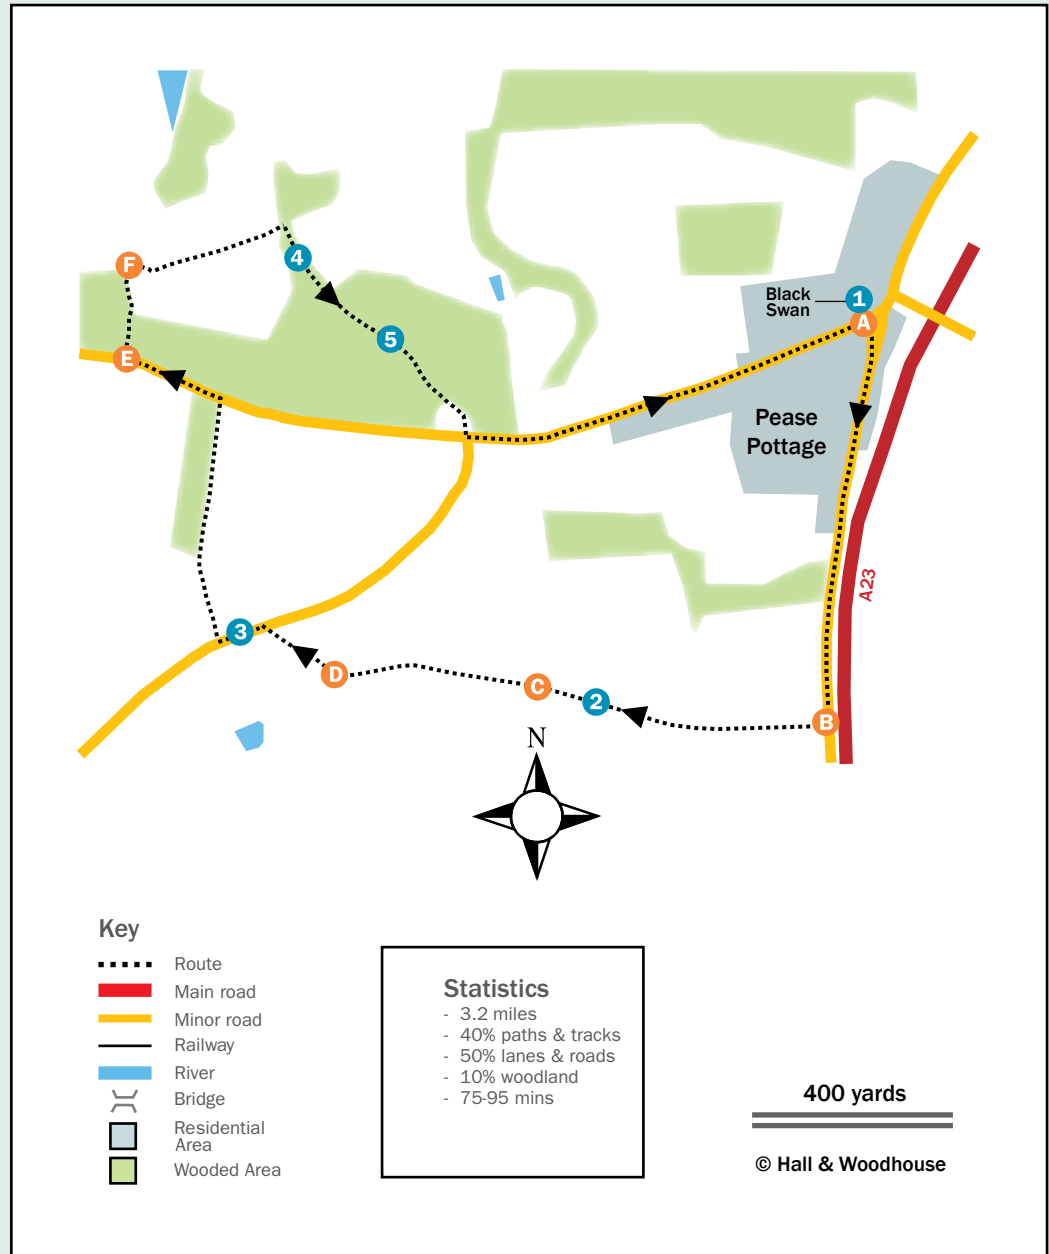 F
4
5
E
Black
Swan
1
A
Pease
Pottage
A23
3
D
C
2
B
N
Key
Route
Main road
Minor road
Railway
River
Bridge
Residential
Area
Wooded Area
Statistics
- 3.2 miles
- 40% paths & tracks
- 50% lanes & roads
- 10% woodland
- 75-95 mins
400 yards
© Hall & Woodhouse